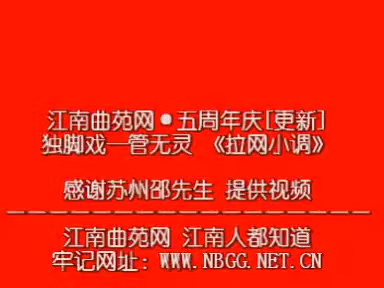 江南曲苑网●五周年庆[更新]
独脚戏—管无灵 《拉网小调》
感谢苏州邵先生 提供视频
江南曲苑网 江南人都知道
牢记网址: WWW.NBGG.NET.CN